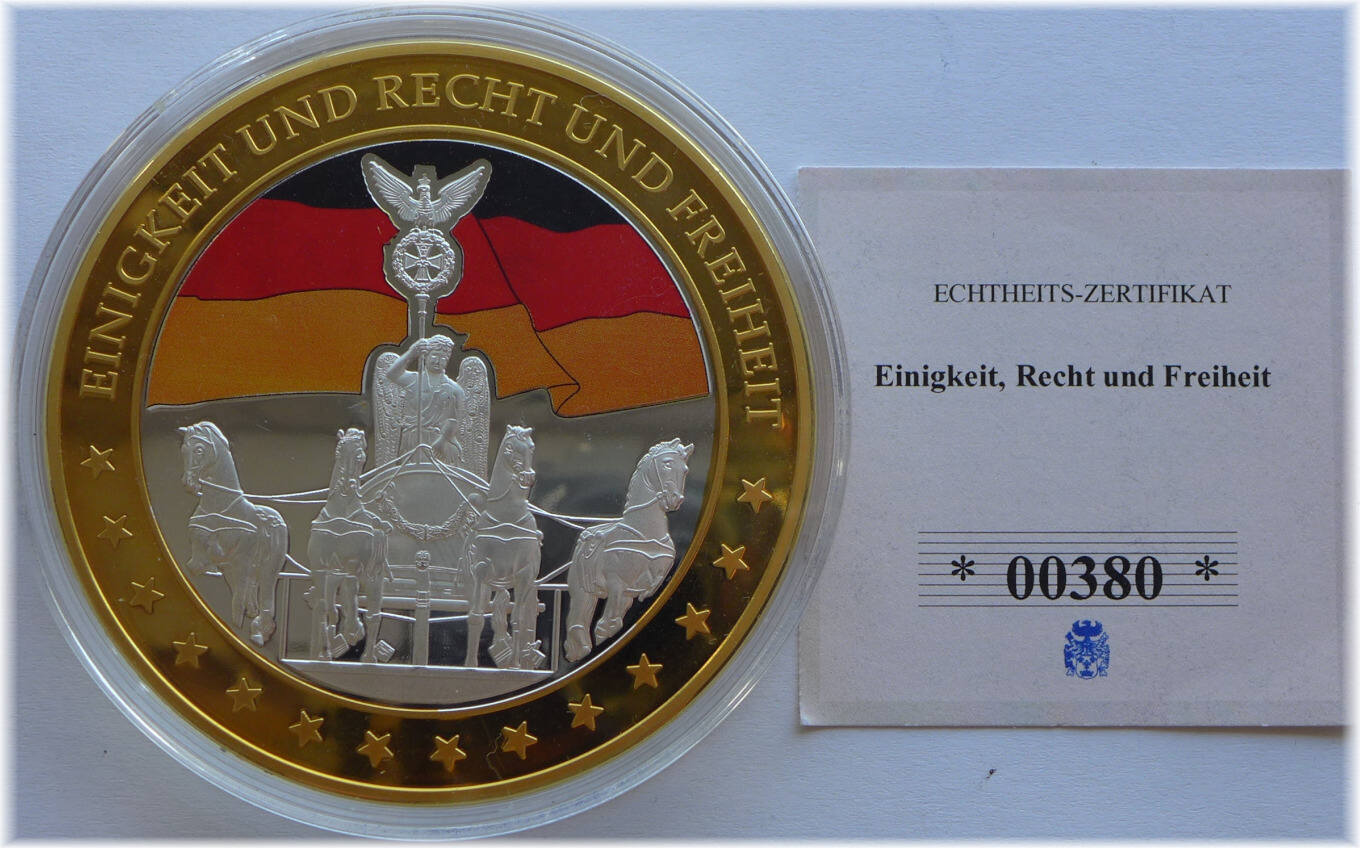 EINIGKEIT UND RECHT UND FREIHEIT
ECHTHEITS-ZERTIFIKAT
Einigkeit, Recht und Freiheit
* 00380 *